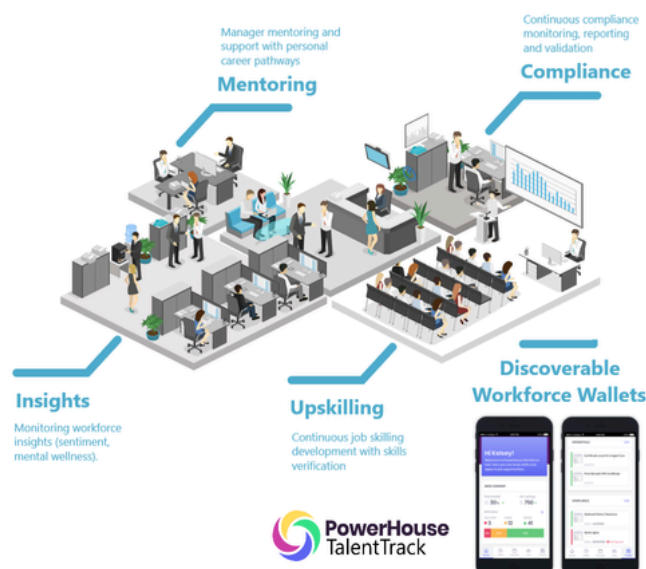 Manager mentoring and
support with personal
career pathways
Mentoring
Continuous compliance
monitoring, reporting
and validation
Compliance
Insights
Monitoring workforce
insights (sentiment,
mental wellness).
Upskilling
Continuous job skilling
development with skills
verification
Discoverable
Workforce Wallets
Hi Kelsey!
PowerHouse
TalentTrack